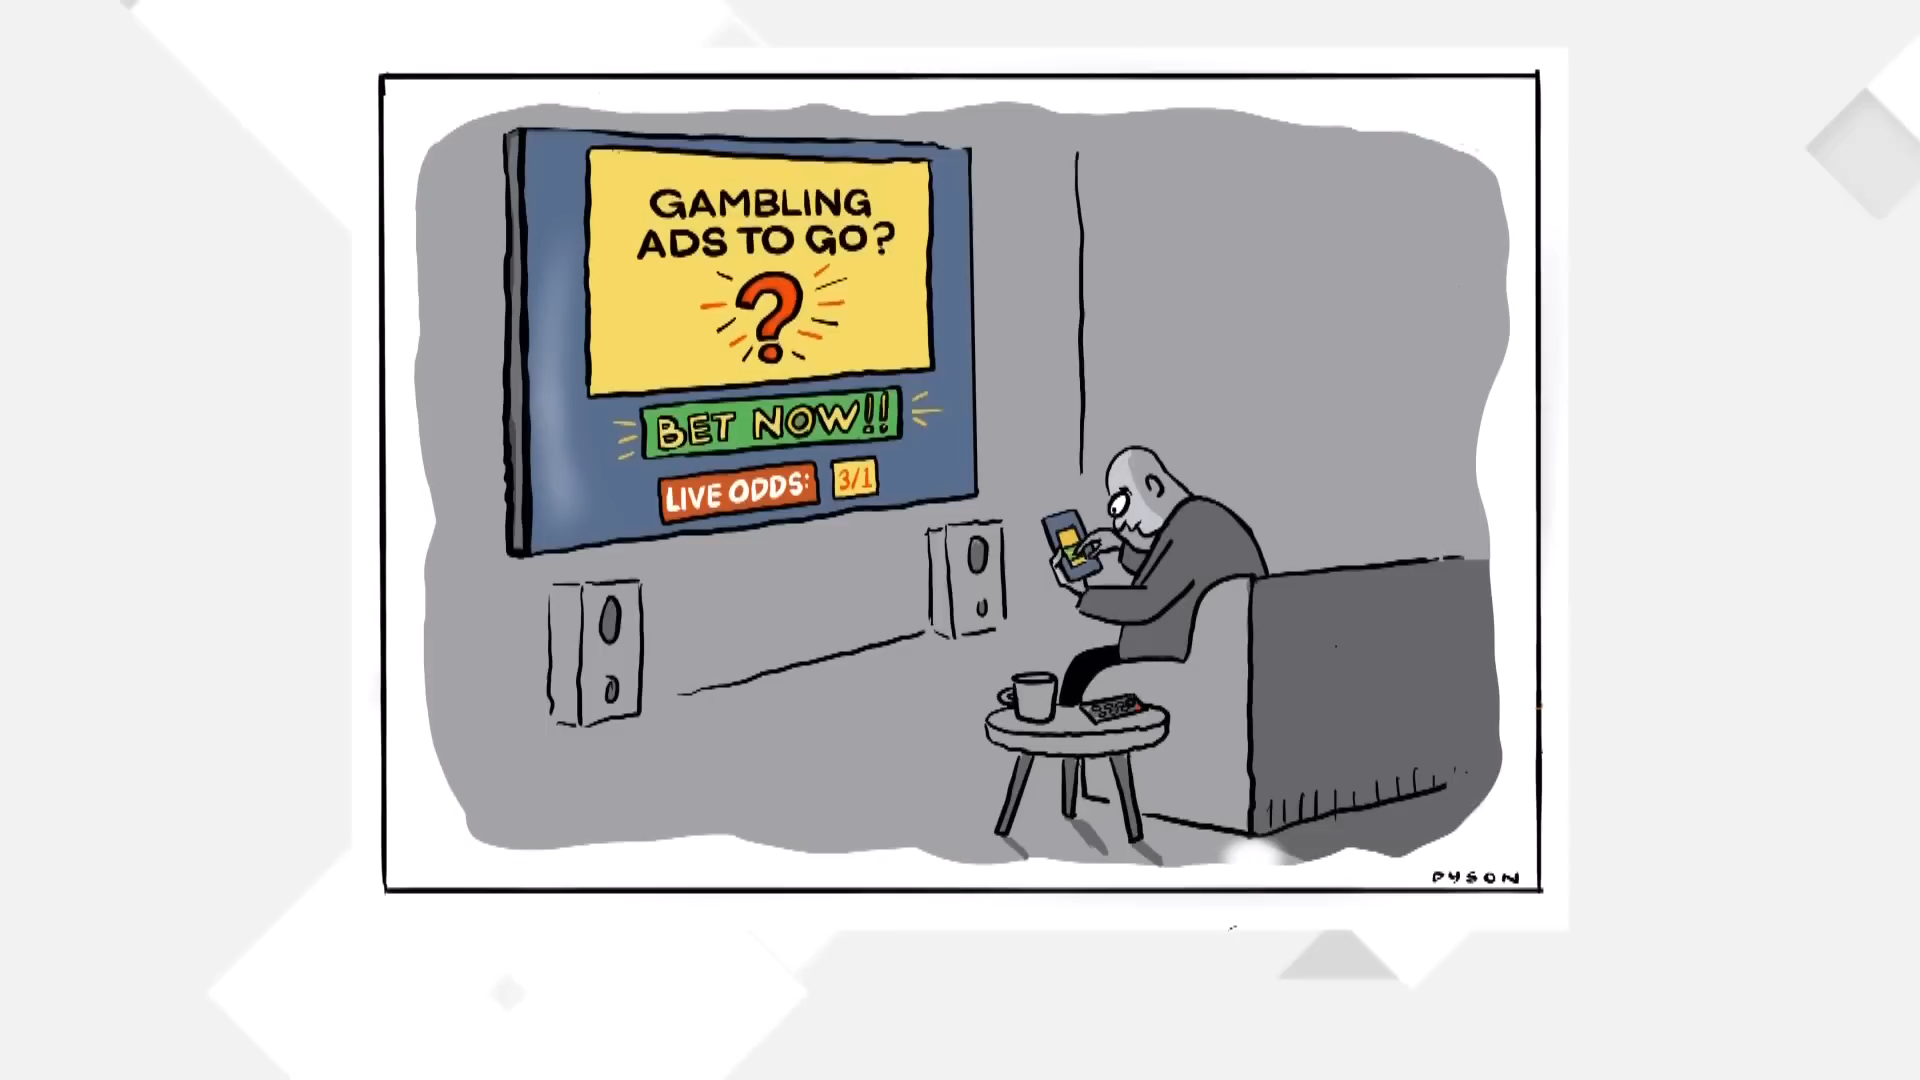 GAMBLING
ADS TO GO?
?
BET NOW!!
LIVE ODDS: 3/1
DYSON